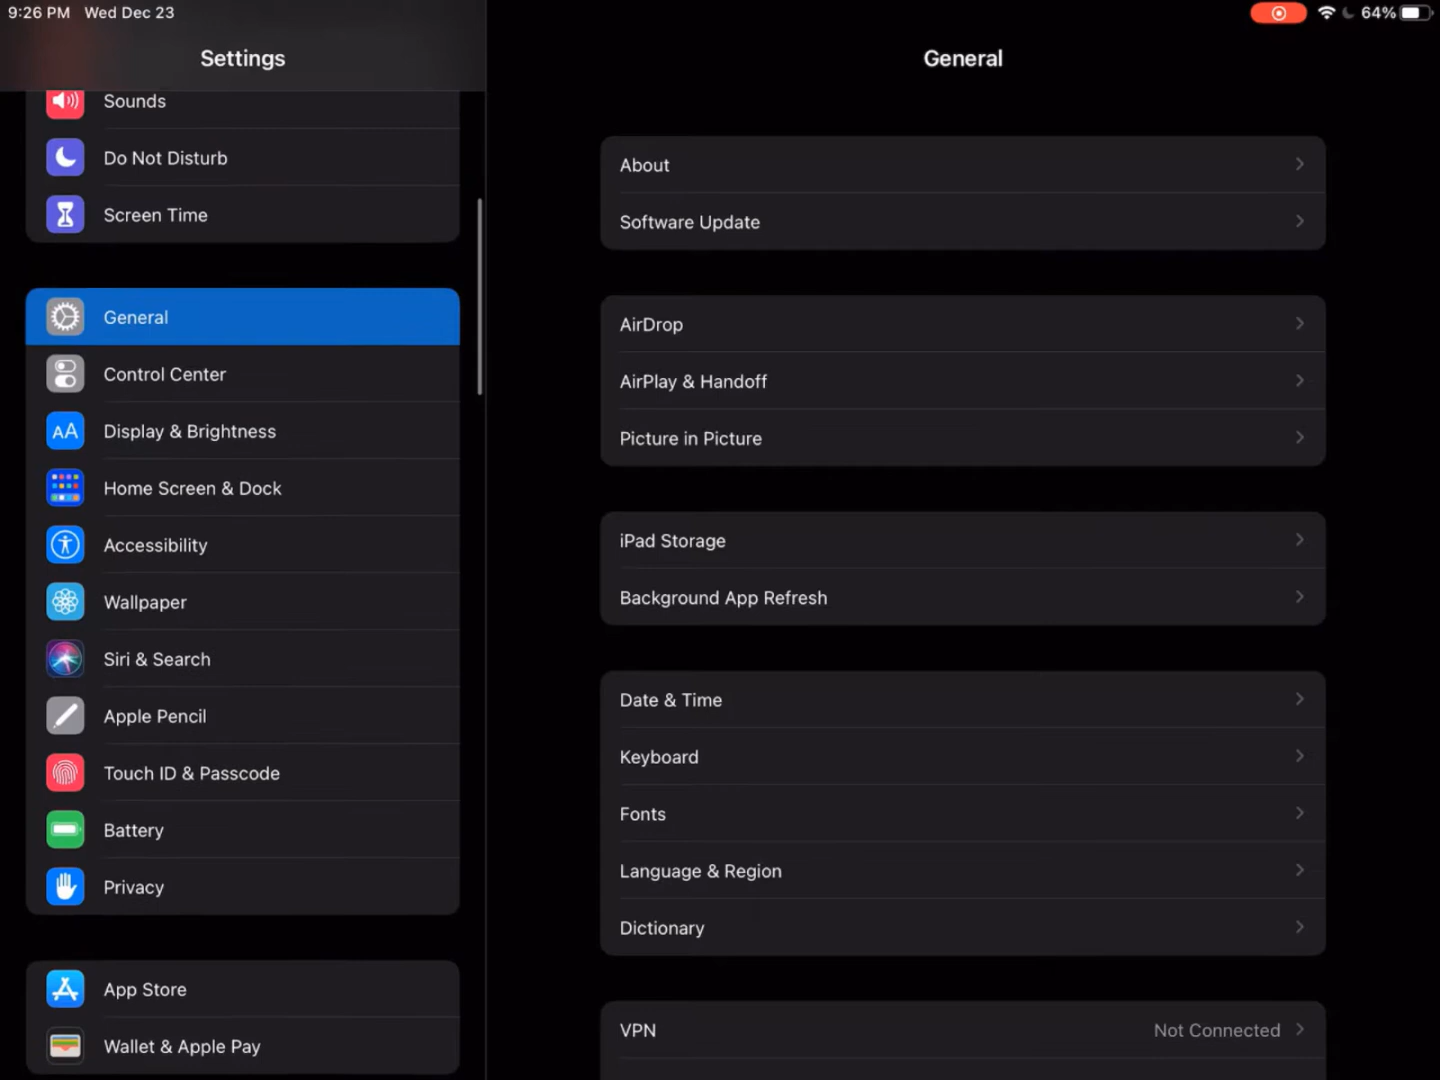 9:26 PM Wed Dec 23
64%
Settings
Sounds
Do Not Disturb
Screen Time
General
Control Center
AA
Display & Brightness
Home Screen & Dock
Accessibility
Wallpaper
Siri & Search
Apple Pencil
Touch ID & Passcode
Battery
Privacy
App Store
Wallet & Apple Pay
General
About
Software Update
AirDrop
AirPlay & Handoff
Picture in Picture
iPad Storage
Background App Refresh
Date & Time
Keyboard
Fonts
Language & Region
Dictionary
VPN Not Connected